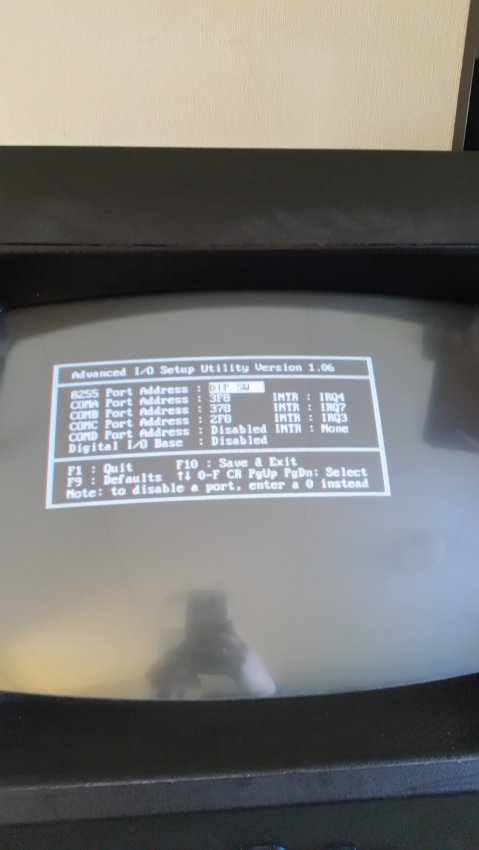 Advanced I/O Setup Utility Version 1.06
8255 Port Address : DIP SW
COMA Port Address : 3F8 INTR : IRQ4
COMB Port Address : 378 INTR : IRQ7
COMC Port Address : 2F8 INTR : IRQ3
COMD Port Address : Disabled INTR : None
Digital I/O Base : Disabled
F1 : Quit F10 : Save & Exit
F9 : Defaults ↑↓ 0-F CR PgUp PgDn: Select
Note: to disable a port, enter a 0 instead